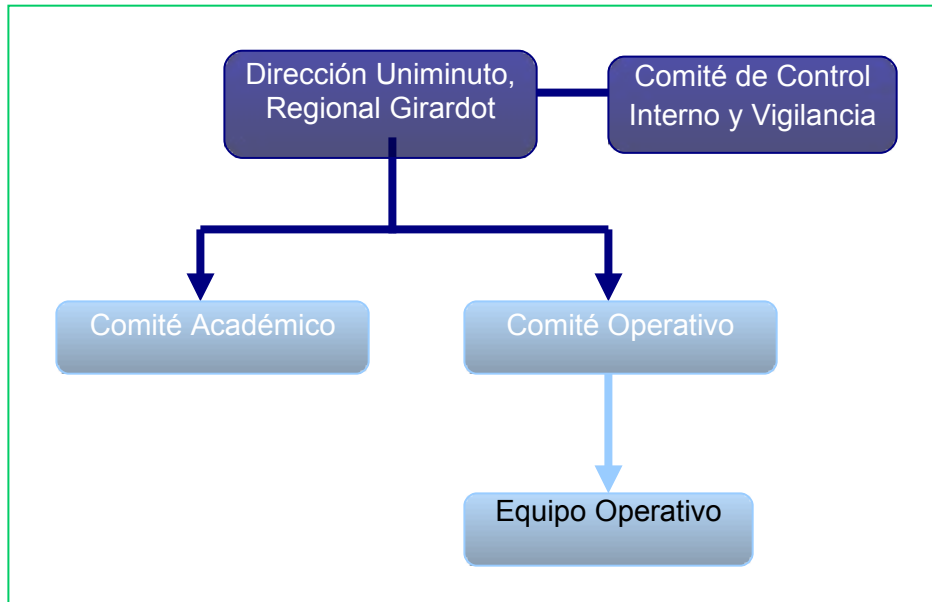 Dirección Uniminuto,
Regional Girardot
Comité de Control
Interno y Vigilancia
Comité Académico
Comité Operativo
Equipo Operativo